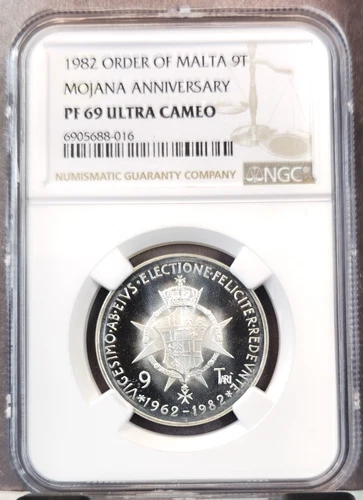 1982 ORDER OF MALTA 9T
MOJANA ANNIVERSARY
PF 69 ULTRA CAMEO
6905688-016
NUMISMATIC GUARANTY COMPANY
NGC
VIGESIMO·AB·EIVS·ELECTIONE·FELICITER·REDEVNTE
9 TARÌ
*1962-1982*